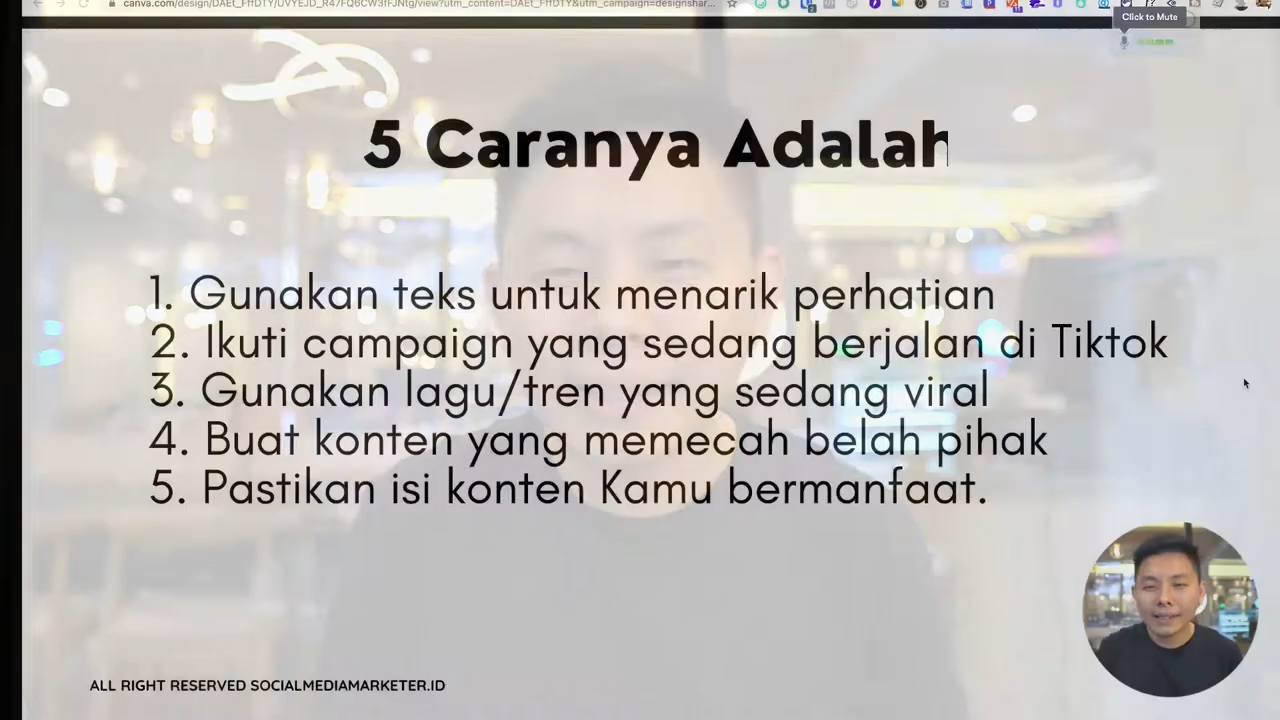 Click to Mute
5 Caranya Adalah
1. Gunakan teks untuk menarik perhatian
2. Ikuti campaign yang sedang berjalan di Tiktok
3. Gunakan lagu/tren yang sedang viral
4. Buat konten yang memecah belah pihak
5. Pastikan isi konten Kamu bermanfaat.
ALL RIGHT RESERVED SOCIALMEDIAMARKETER.ID